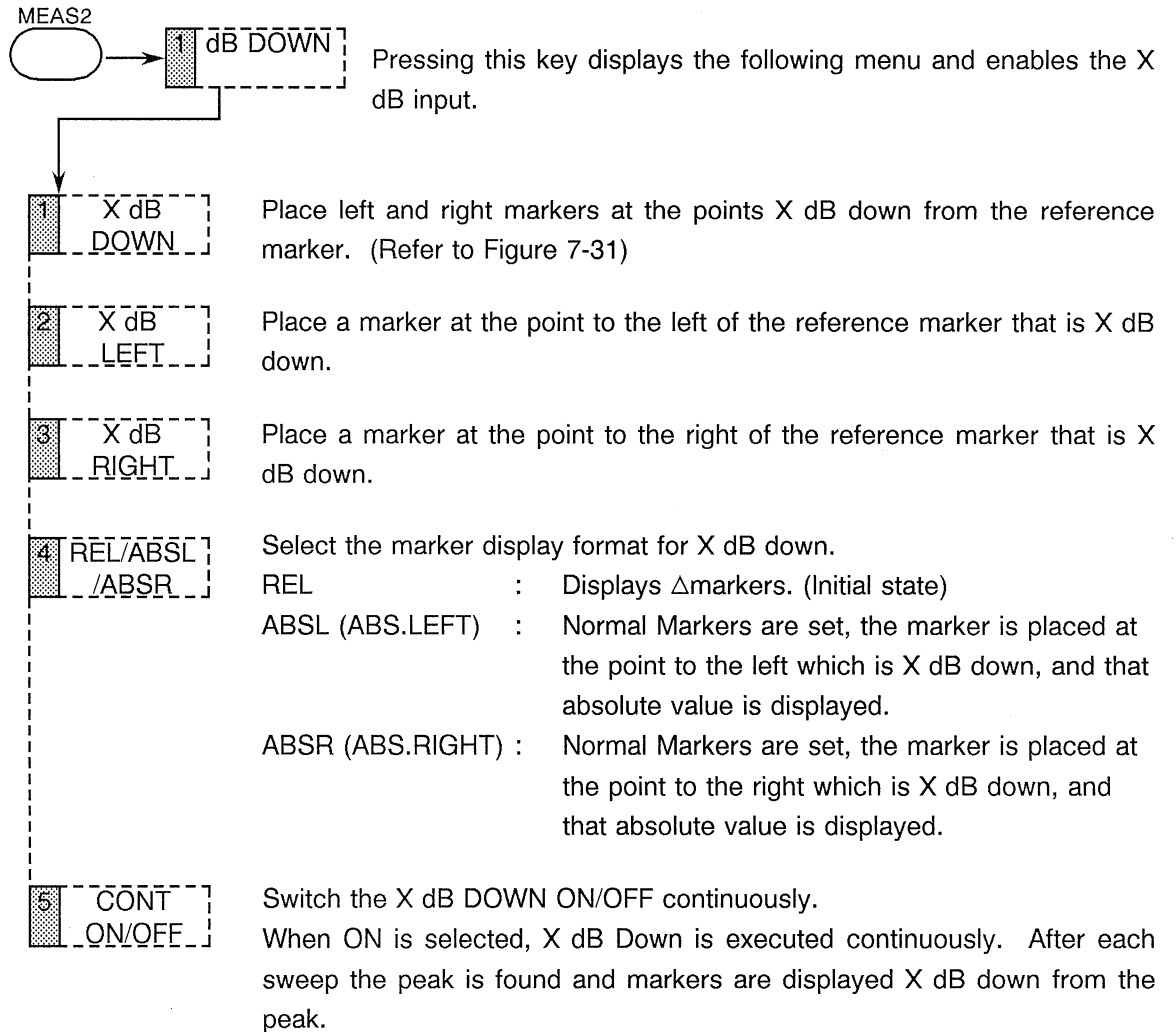 MEAS2
1 dB DOWN
Pressing this key displays the following menu and enables the X
dB input.
1 X dB
DOWN
Place left and right markers at the points X dB down from the reference
marker. (Refer to Figure 7-31)
2 X dB
LEFT
Place a marker at the point to the left of the reference marker that is X dB
down.
3 X dB
RIGHT
Place a marker at the point to the right of the reference marker that is X
dB down.
4 REL/ABSL
/ABSR
Select the marker display format for X dB down.
REL : Displays △markers. (Initial state)
ABSL (ABS.LEFT) : Normal Markers are set, the marker is placed at
the point to the left which is X dB down, and that
absolute value is displayed.
ABSR (ABS.RIGHT) : Normal Markers are set, the marker is placed at
the point to the right which is X dB down, and
that absolute value is displayed.
5 CONT
ON/OFF
Switch the X dB DOWN ON/OFF continuously.
When ON is selected, X dB Down is executed continuously. After each
sweep the peak is found and markers are displayed X dB down from the
peak.